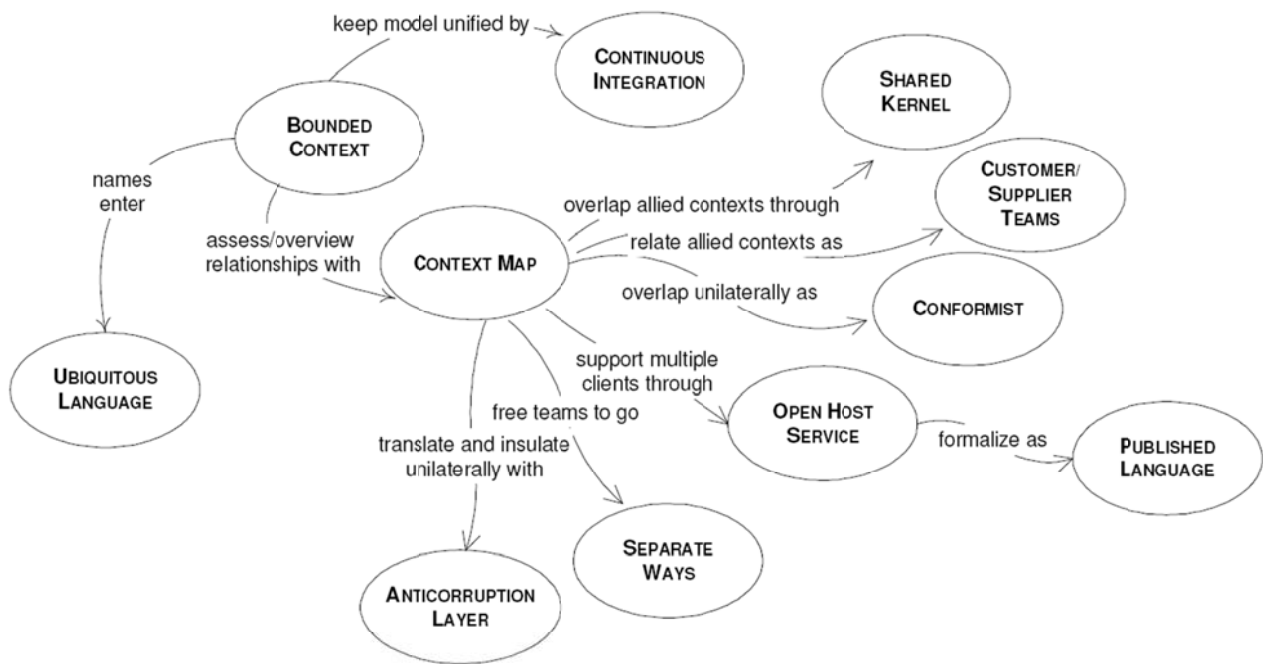 keep model unified by
CONTINUOUS
INTEGRATION
SHARED
KERNEL
BOUNDED
CONTEXT
names
enter
CUSTOMER/
SUPPLIER
TEAMS
overlap allied contexts through
assess/overview
relationships with
relate allied contexts as
CONTEXT MAP
overlap unilaterally as
CONFORMIST
support multiple
clients through
UBIQUITOUS
LANGUAGE
free teams to go
OPEN HOST
SERVICE
formalize as
PUBLISHED
LANGUAGE
translate and insulate
unilaterally with
SEPARATE
WAYS
ANTICORRUPTION
LAYER